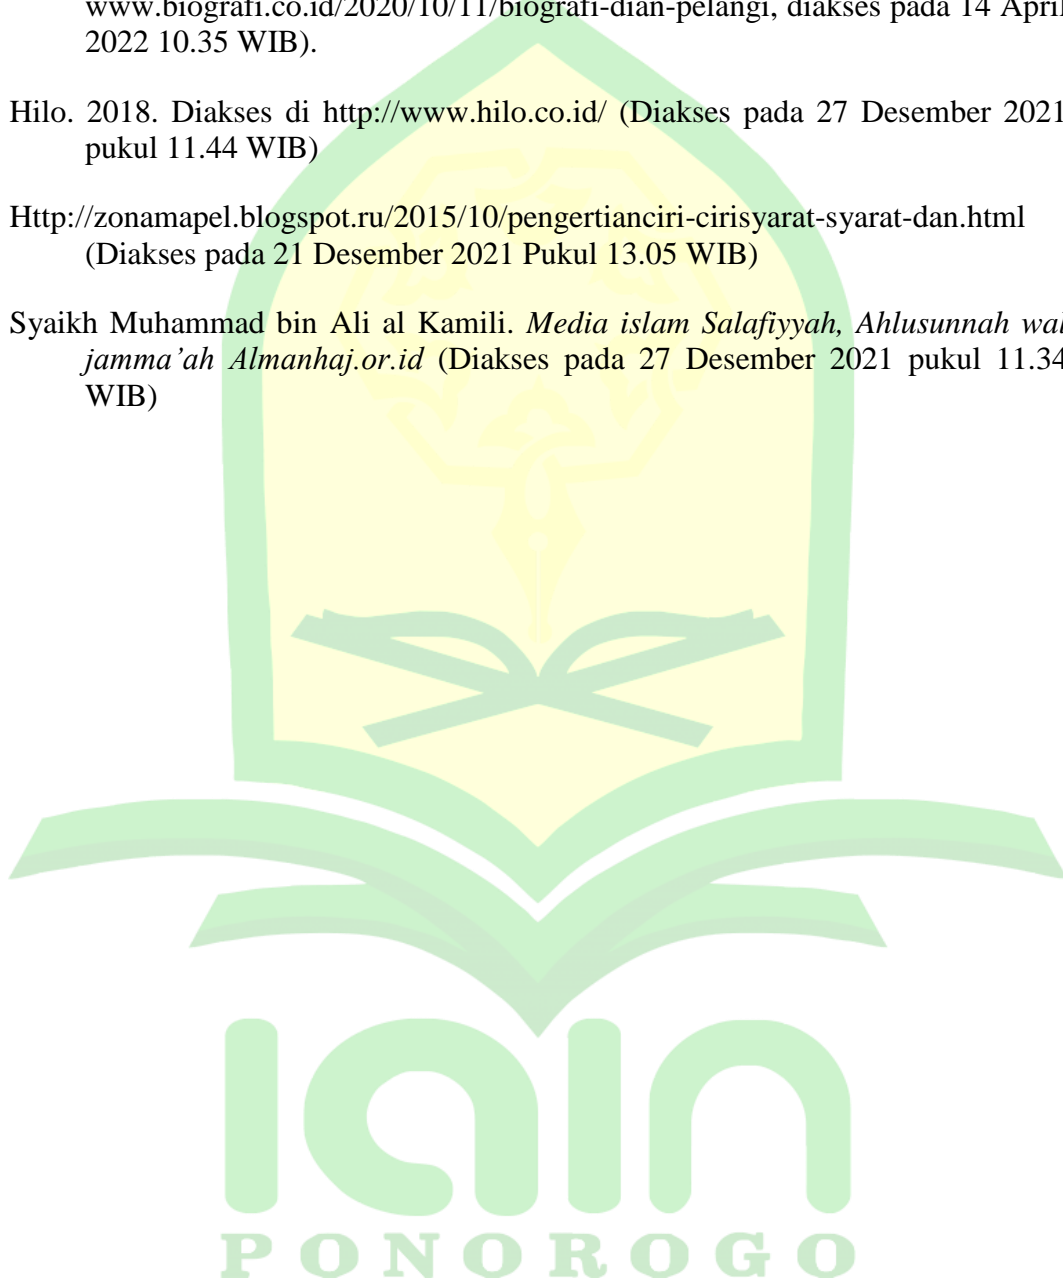 www.biografi.co.id/2020/10/11/biografi-dian-pelangi, diakses pada 14 April
2022 10.35 WIB).
Hilo. 2018. Diakses di http://www.hilo.co.id/ (Diakses pada 27 Desember 2021
pukul 11.44 WIB)
Http://zonamapel.blogspot.ru/2015/10/pengertianciri-cirisyarat-syarat-dan.html
(Diakses pada 21 Desember 2021 Pukul 13.05 WIB)
Syaikh Muhammad bin Ali al Kamili. Media islam Salafiyyah, Ahlusunnah wal
jamma’ah Almanhaj.or.id (Diakses pada 27 Desember 2021 pukul 11.34
WIB)
iain
PONOROGO